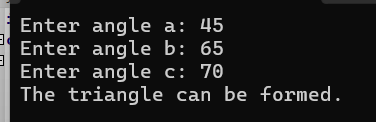 Enter angle a: 45
Enter angle b: 65
Enter angle c: 70
The triangle can be formed.